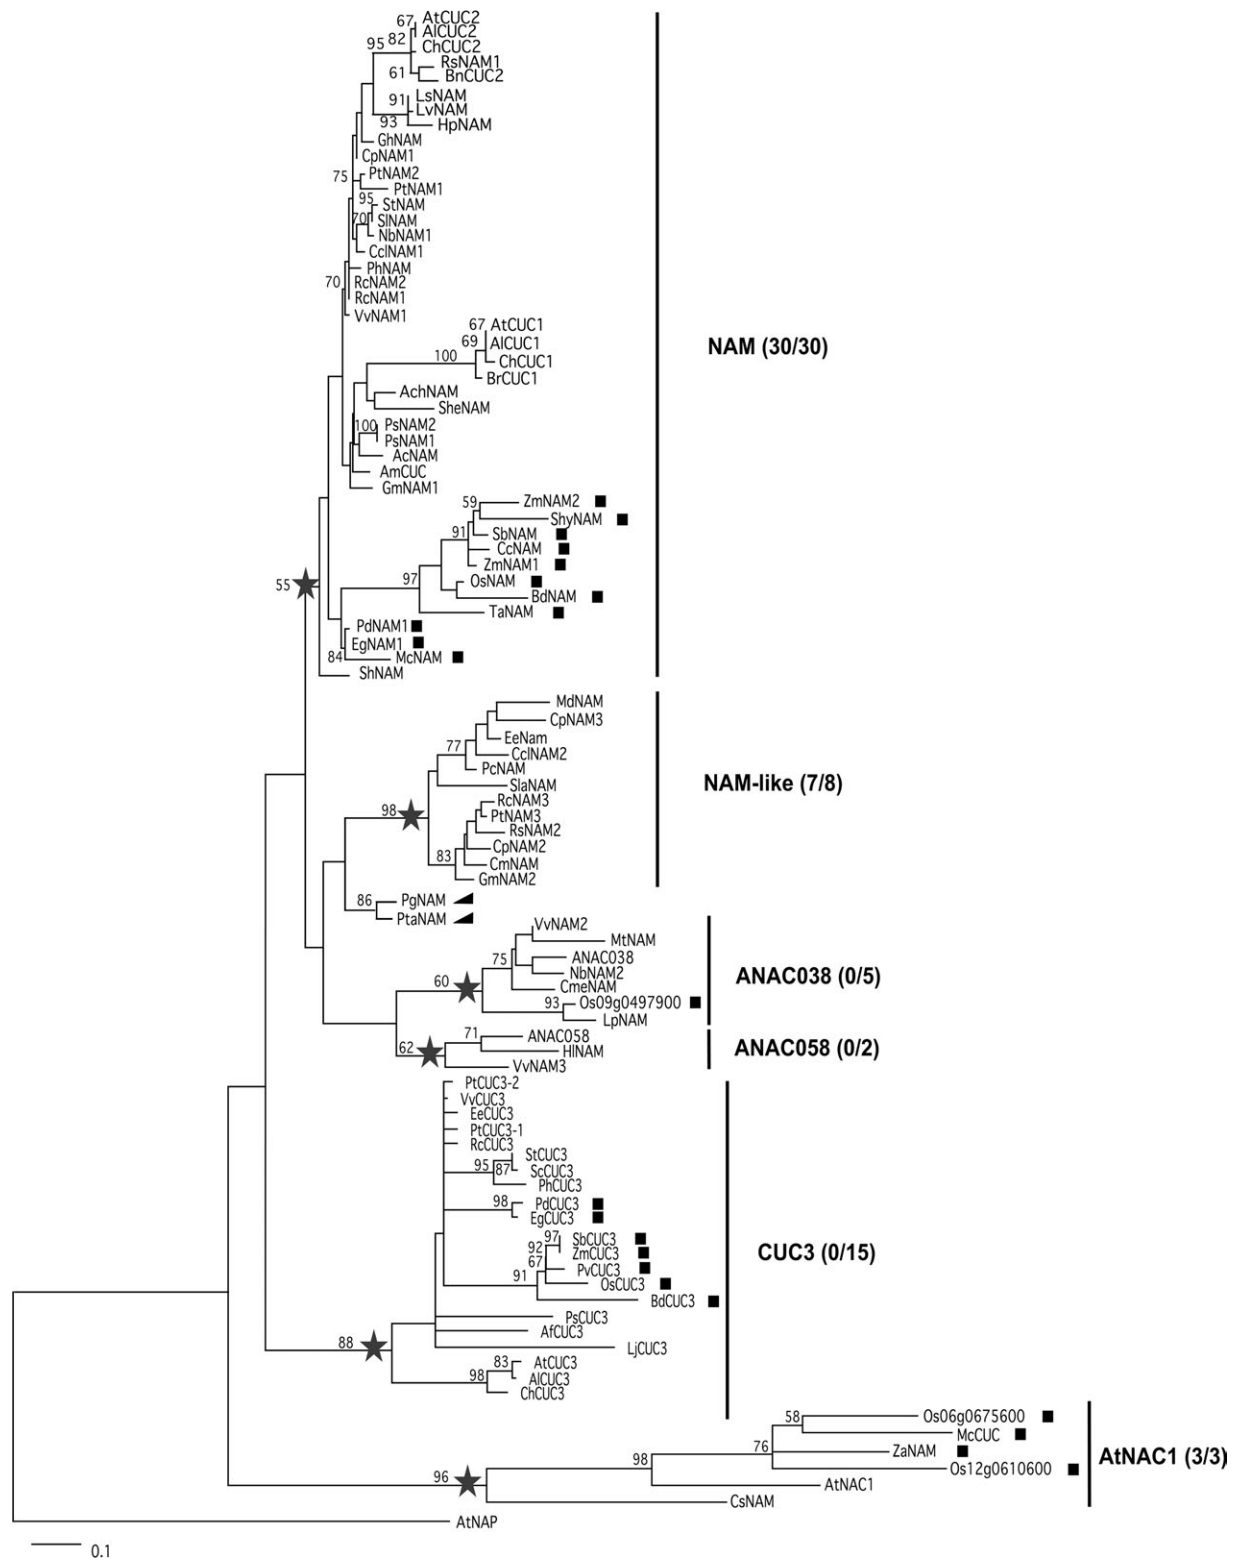 67 AtCUC2
AlCUC2
95 82 ChCUC2
RsNAM1
61 BnCUC2
91 LsNAM
LvNAM
93 HpNAM
GhNAM
CpNAM1
75 PtNAM2
PtNAM1
95 StNAM
70 SlNAM
NbNAM1
CclNAM1
PhNAM
70 RcNAM2
RcNAM1
VvNAM1
67 AtCUC1
69 AlCUC1
NAM (30/30)
100 ChCUC1
BrCUC1
AchNAM
SheNAM
100 PsNAM2
PsNAM1
AcNAM
AmCUC
GmNAM1
59 ZmNAM2
ShyNAM
91 SbNAM
CcNAM
ZmNAM1
55 97 OsNAM
BdNAM
TaNAM
PdNAM1
EgNAM1
84 McNAM
ShNAM
MdNAM
CpNAM3
EeNam
77 CclNAM2
PcNAM
SlaNAM
NAM-like (7/8)
RcNAM3
98 PtNAM3
RsNAM2
CpNAM2
83 CmNAM
GmNAM2
86 PgNAM
PtaNAM
VvNAM2
MtNAM
75 ANAC038
NbNAM2
ANAC038 (0/5)
60 CmeNAM
93 Os09g0497900
LpNAM
71 ANAC058
62 HlNAM
ANAC058 (0/2)
VvNAM3
PtCUC3-2
VvCUC3
EeCUC3
PtCUC3-1
RcCUC3
StCUC3
95 87 ScCUC3
PhCUC3
98 PdCUC3
EgCUC3
97 SbCUC3
92 ZmCUC3
CUC3 (0/15)
67 PvCUC3
91 OsCUC3
BdCUC3
PsCUC3
AfCUC3
88 LjCUC3
83 AtCUC3
98 AlCUC3
ChCUC3
58 Os06g0675600
McCUC
76 ZaNAM
AtNAC1 (3/3)
98 Os12g0610600
96 AtNAC1
CsNAM
AtNAP
0.1